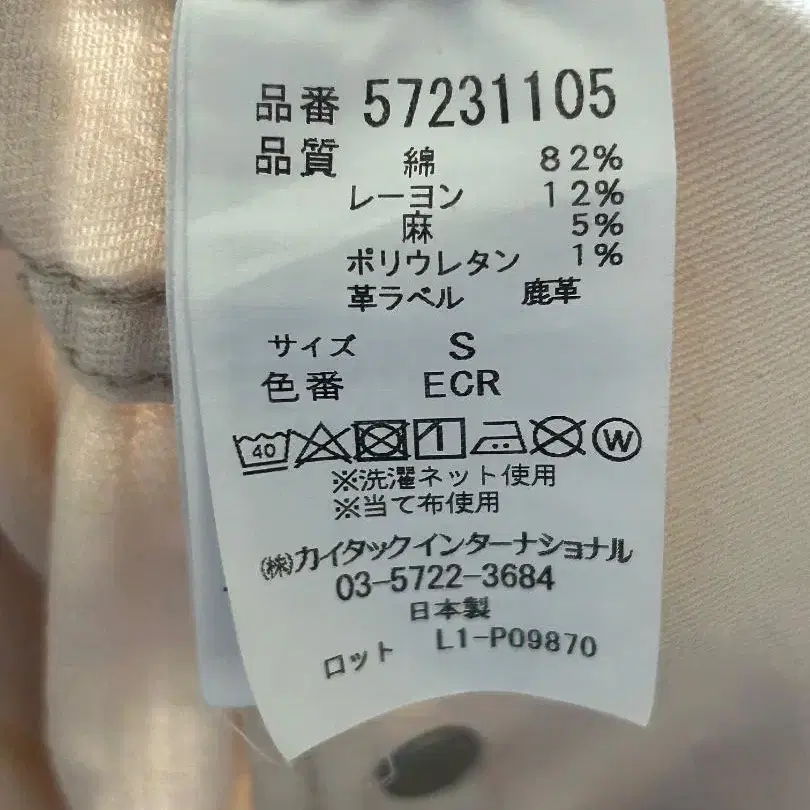 品番 57231105
品質 綿 82%
レーヨン 12%
麻 5%
ポリウレタン 1%
革ラベル 鹿革
サイズ S
色番 ECR
40 W
※洗濯ネット使用
※当て布使用
㈱カイタックインターナショナル
03-5722-3684
日本製
ロット L1-P09870